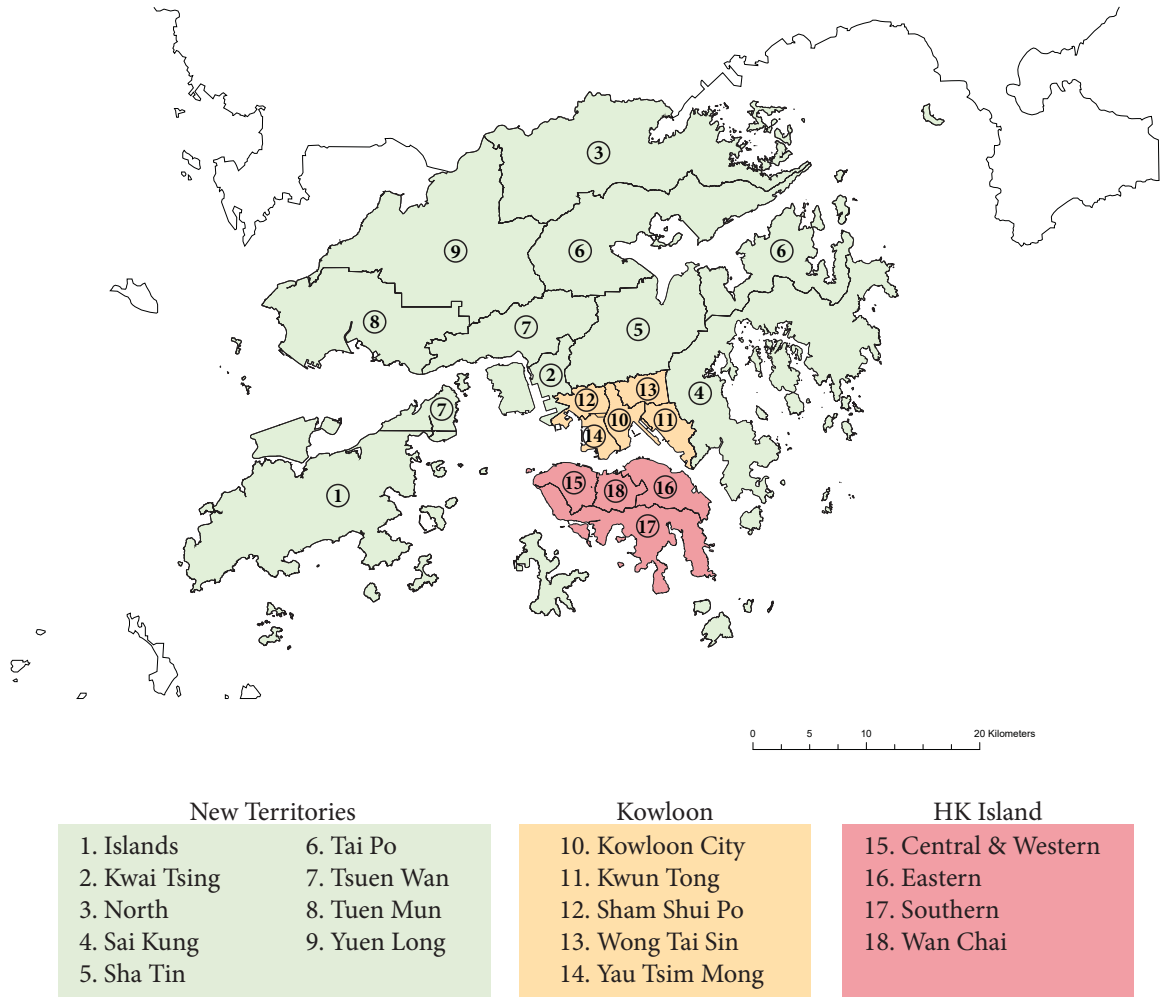 3
9
6
6
8
7
5
2
13
4
12
7
10
11
14
15
18
16
1
17
0 5 10 20 Kilometers
New Territories
1. Islands
2. Kwai Tsing
3. North
4. Sai Kung
5. Sha Tin
6. Tai Po
7. Tsuen Wan
8. Tuen Mun
9. Yuen Long
Kowloon
10. Kowloon City
11. Kwun Tong
12. Sham Shui Po
13. Wong Tai Sin
14. Yau Tsim Mong
HK Island
15. Central & Western
16. Eastern
17. Southern
18. Wan Chai